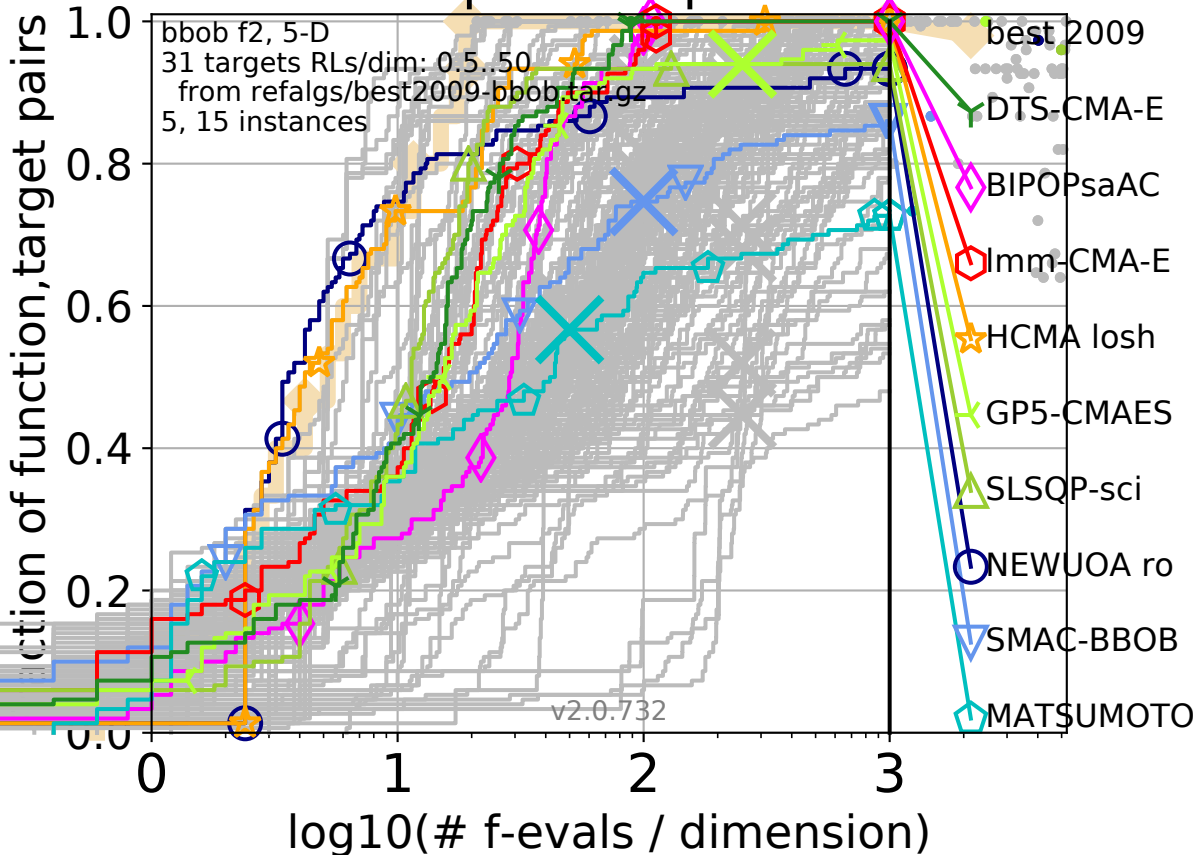 bbob f2, 5-D
31 targets RLs/dim: 0.5..50
from refalgs/best2009-bbob.tar.gz
5, 15 instances
1.0
0.8
0.6
0.4
0.2
0.0
ction of function,target pairs
0
1
2
3
log10(# f-evals / dimension)
v2.0.732
best 2009
DTS-CMA-E
BIPOPsaAC
lmm-CMA-E
HCMA losh
GP5-CMAES
SLSQP-sci
NEWUOA ro
SMAC-BBOB
MATSUMOTO